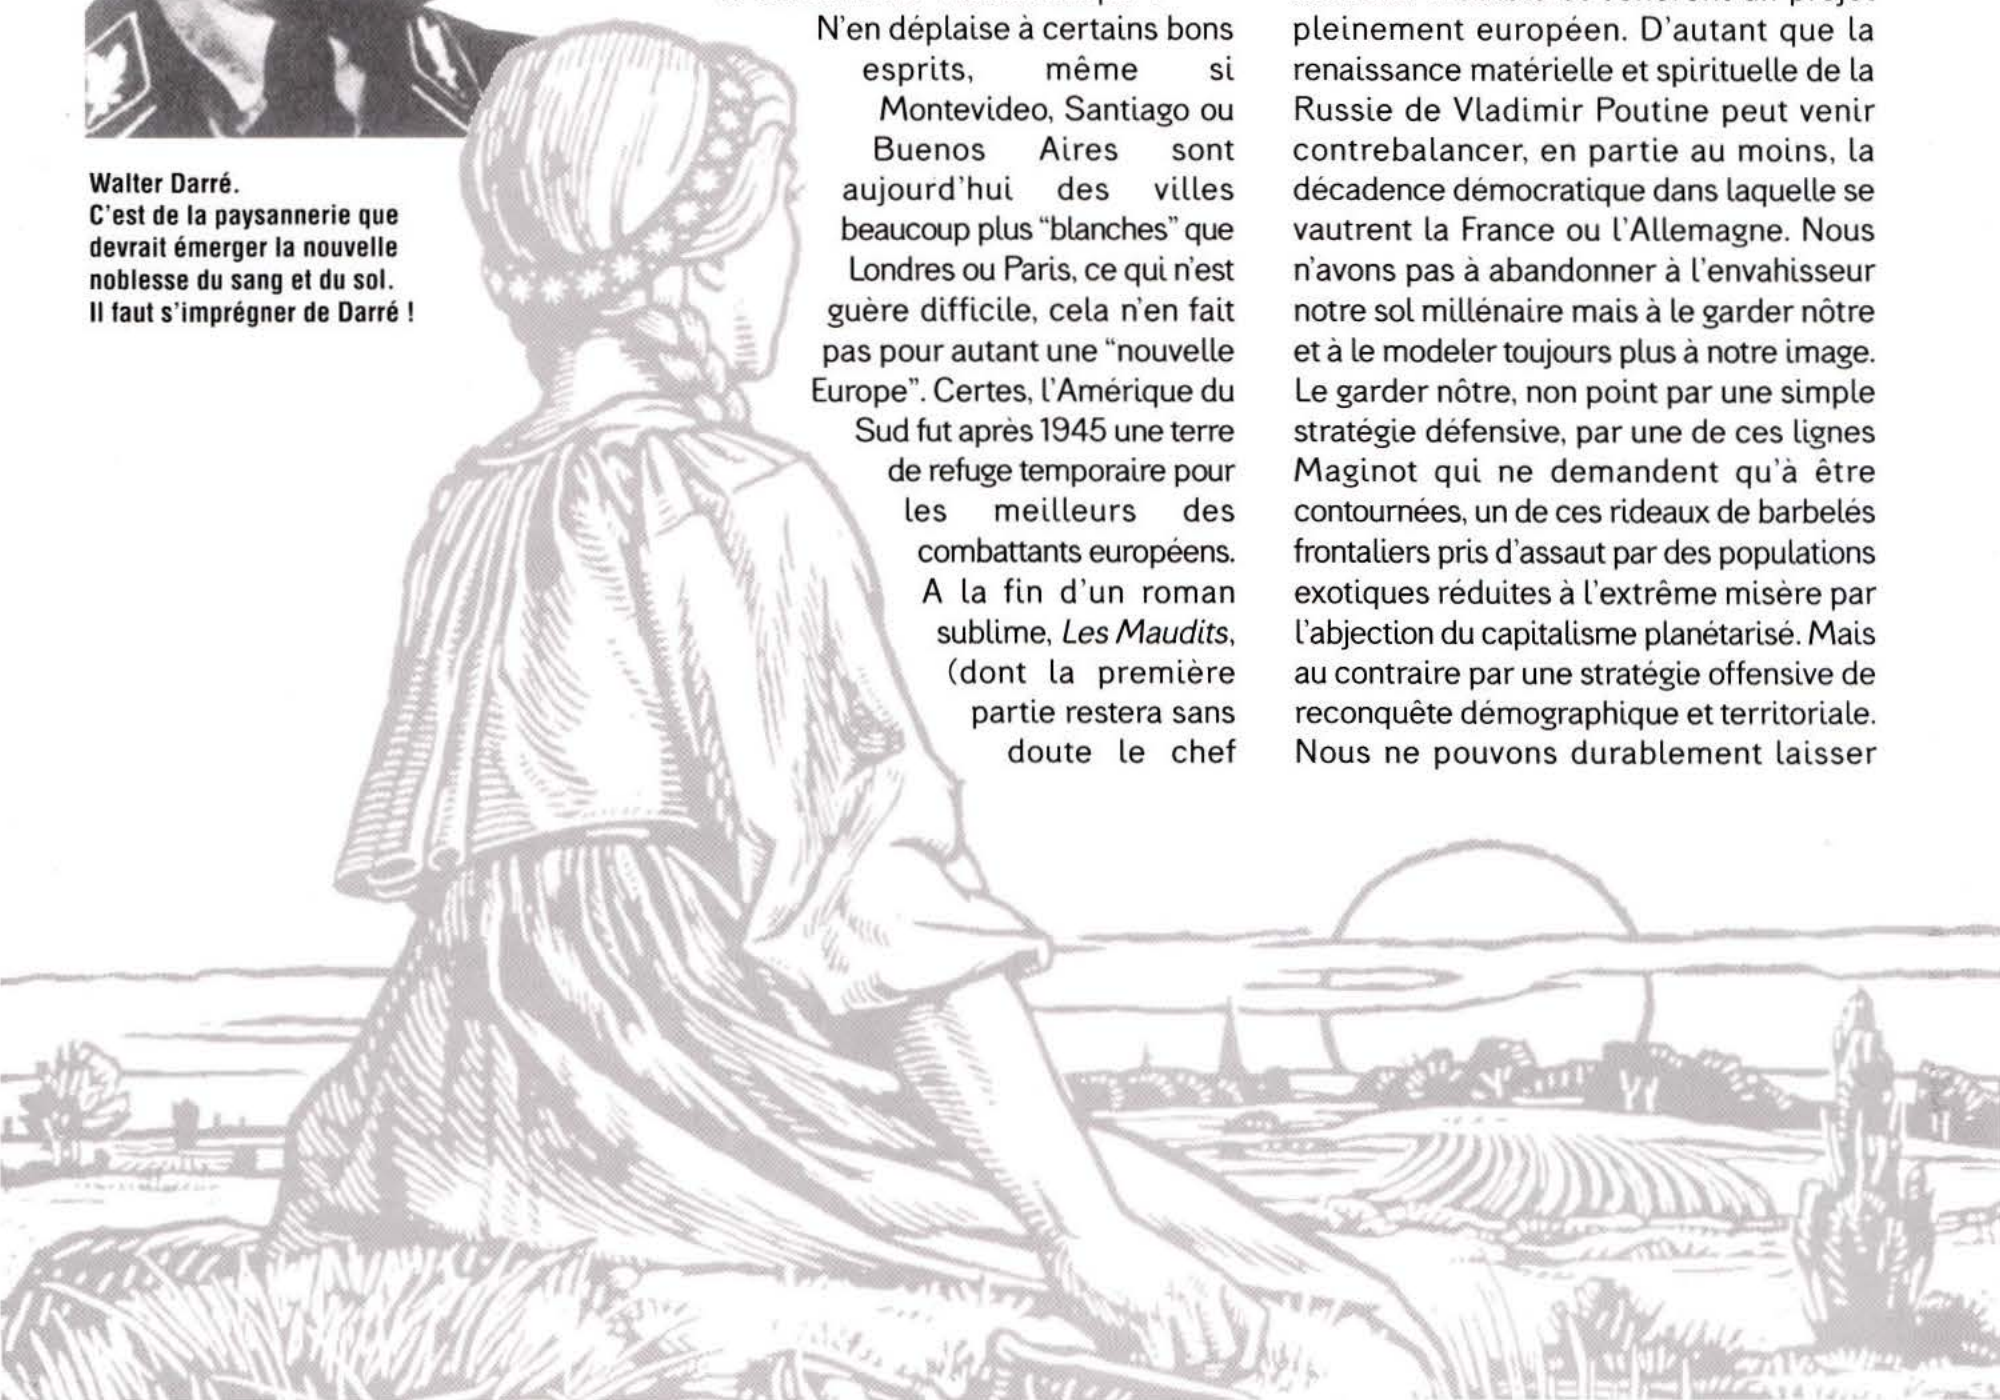 Walter Darré.
C'est de la paysannerie que
devrait émerger la nouvelle
noblesse du sang et du sol.
Il faut s'imprégner de Darré !
N'en déplaise à certains bons
esprits, même si
Montevideo, Santiago ou
Buenos Aires sont
aujourd'hui des villes
beaucoup plus “blanches” que
Londres ou Paris, ce qui n'est
guère difficile, cela n'en fait
pas pour autant une “nouvelle
Europe”. Certes, l'Amérique du
Sud fut après 1945 une terre
de refuge temporaire pour
les meilleurs des
combattants européens.
A la fin d'un roman
sublime, Les Maudits,
(dont la première
partie restera sans
doute le chef
pleinement européen. D'autant que la
renaissance matérielle et spirituelle de la
Russie de Vladimir Poutine peut venir
contrebalancer, en partie au moins, la
décadence démocratique dans laquelle se
vautrent la France ou l'Allemagne. Nous
n'avons pas à abandonner à l'envahisseur
notre sol millénaire mais à le garder nôtre
et à le modeler toujours plus à notre image.
Le garder nôtre, non point par une simple
stratégie défensive, par une de ces lignes
Maginot qui ne demandent qu'à être
contournées, un de ces rideaux de barbelés
frontaliers pris d'assaut par des populations
exotiques réduites à l'extrême misère par
l'abjection du capitalisme planétarisé. Mais
au contraire par une stratégie offensive de
reconquête démographique et territoriale.
Nous ne pouvons durablement laisser